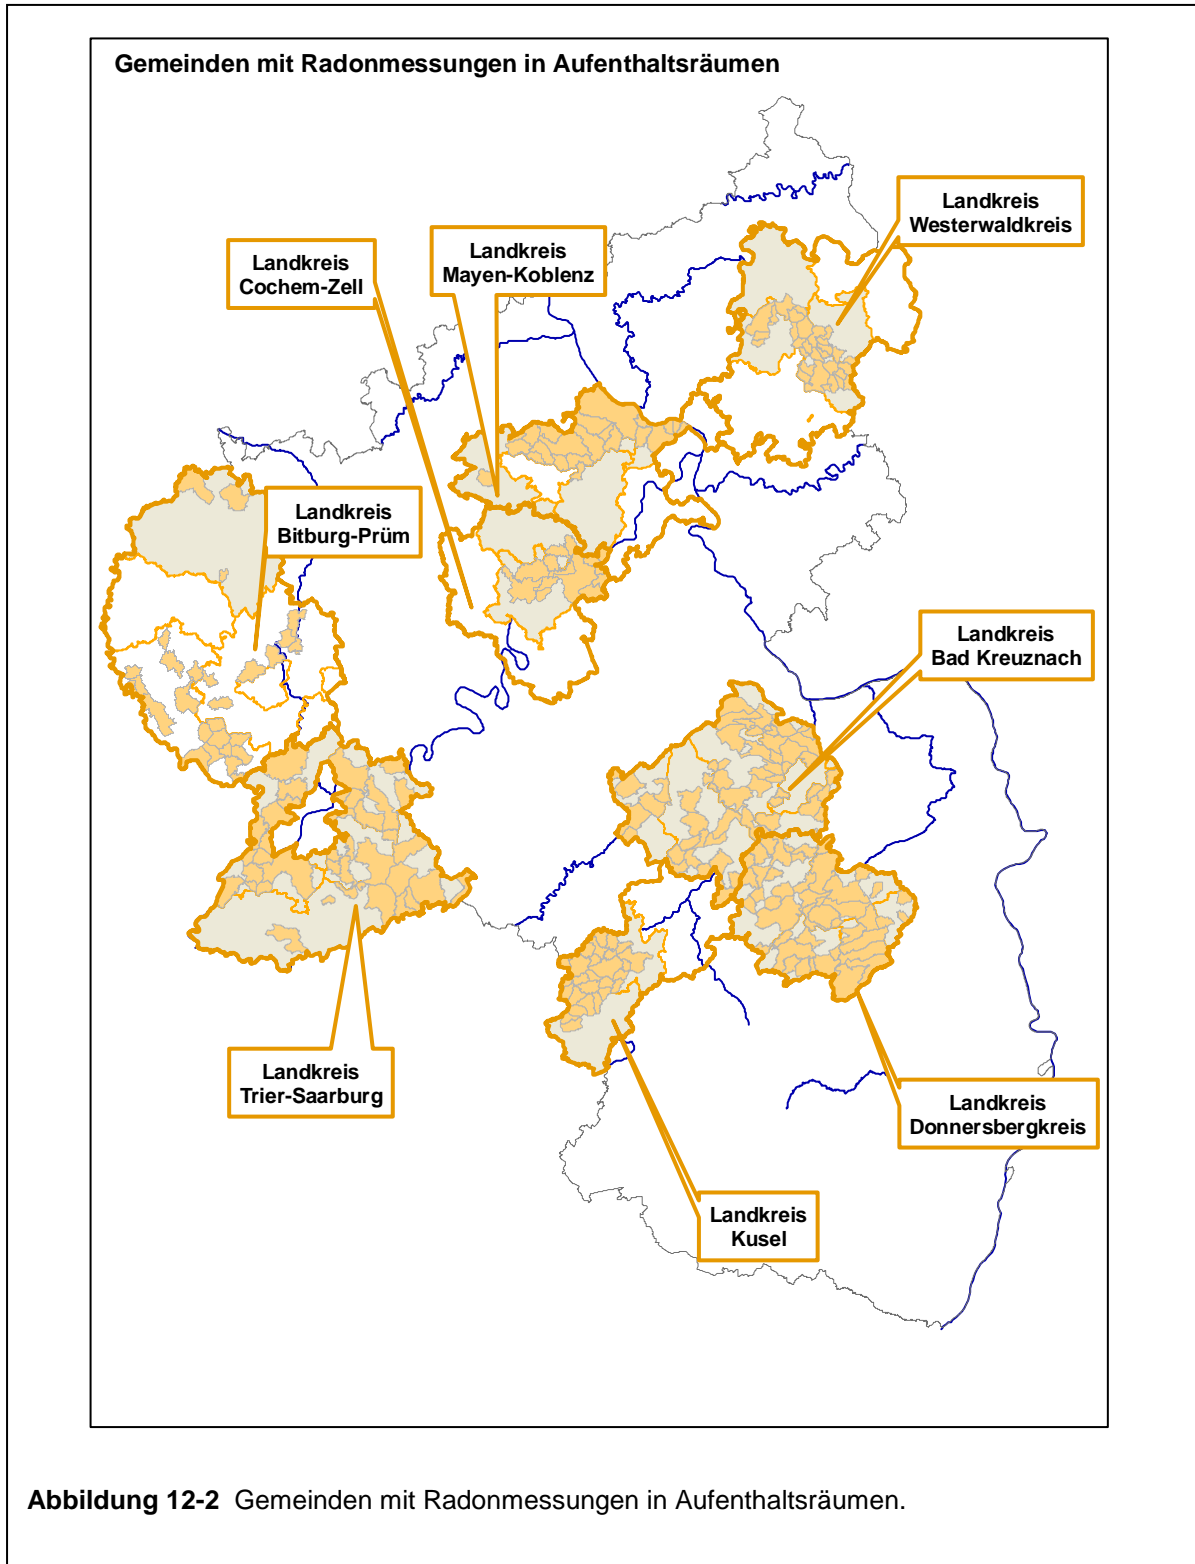 Gemeinden mit Radonmessungen in Aufenthaltsräumen
Landkreis
Westerwaldkreis
Landkreis
Mayen-Koblenz
Landkreis
Cochem-Zell
Landkreis
Bitburg-Prüm
Landkreis
Bad Kreuznach
Landkreis
Trier-Saarburg
Landkreis
Donnersbergkreis
Landkreis
Kusel
Abbildung 12-2 Gemeinden mit Radonmessungen in Aufenthaltsräumen.